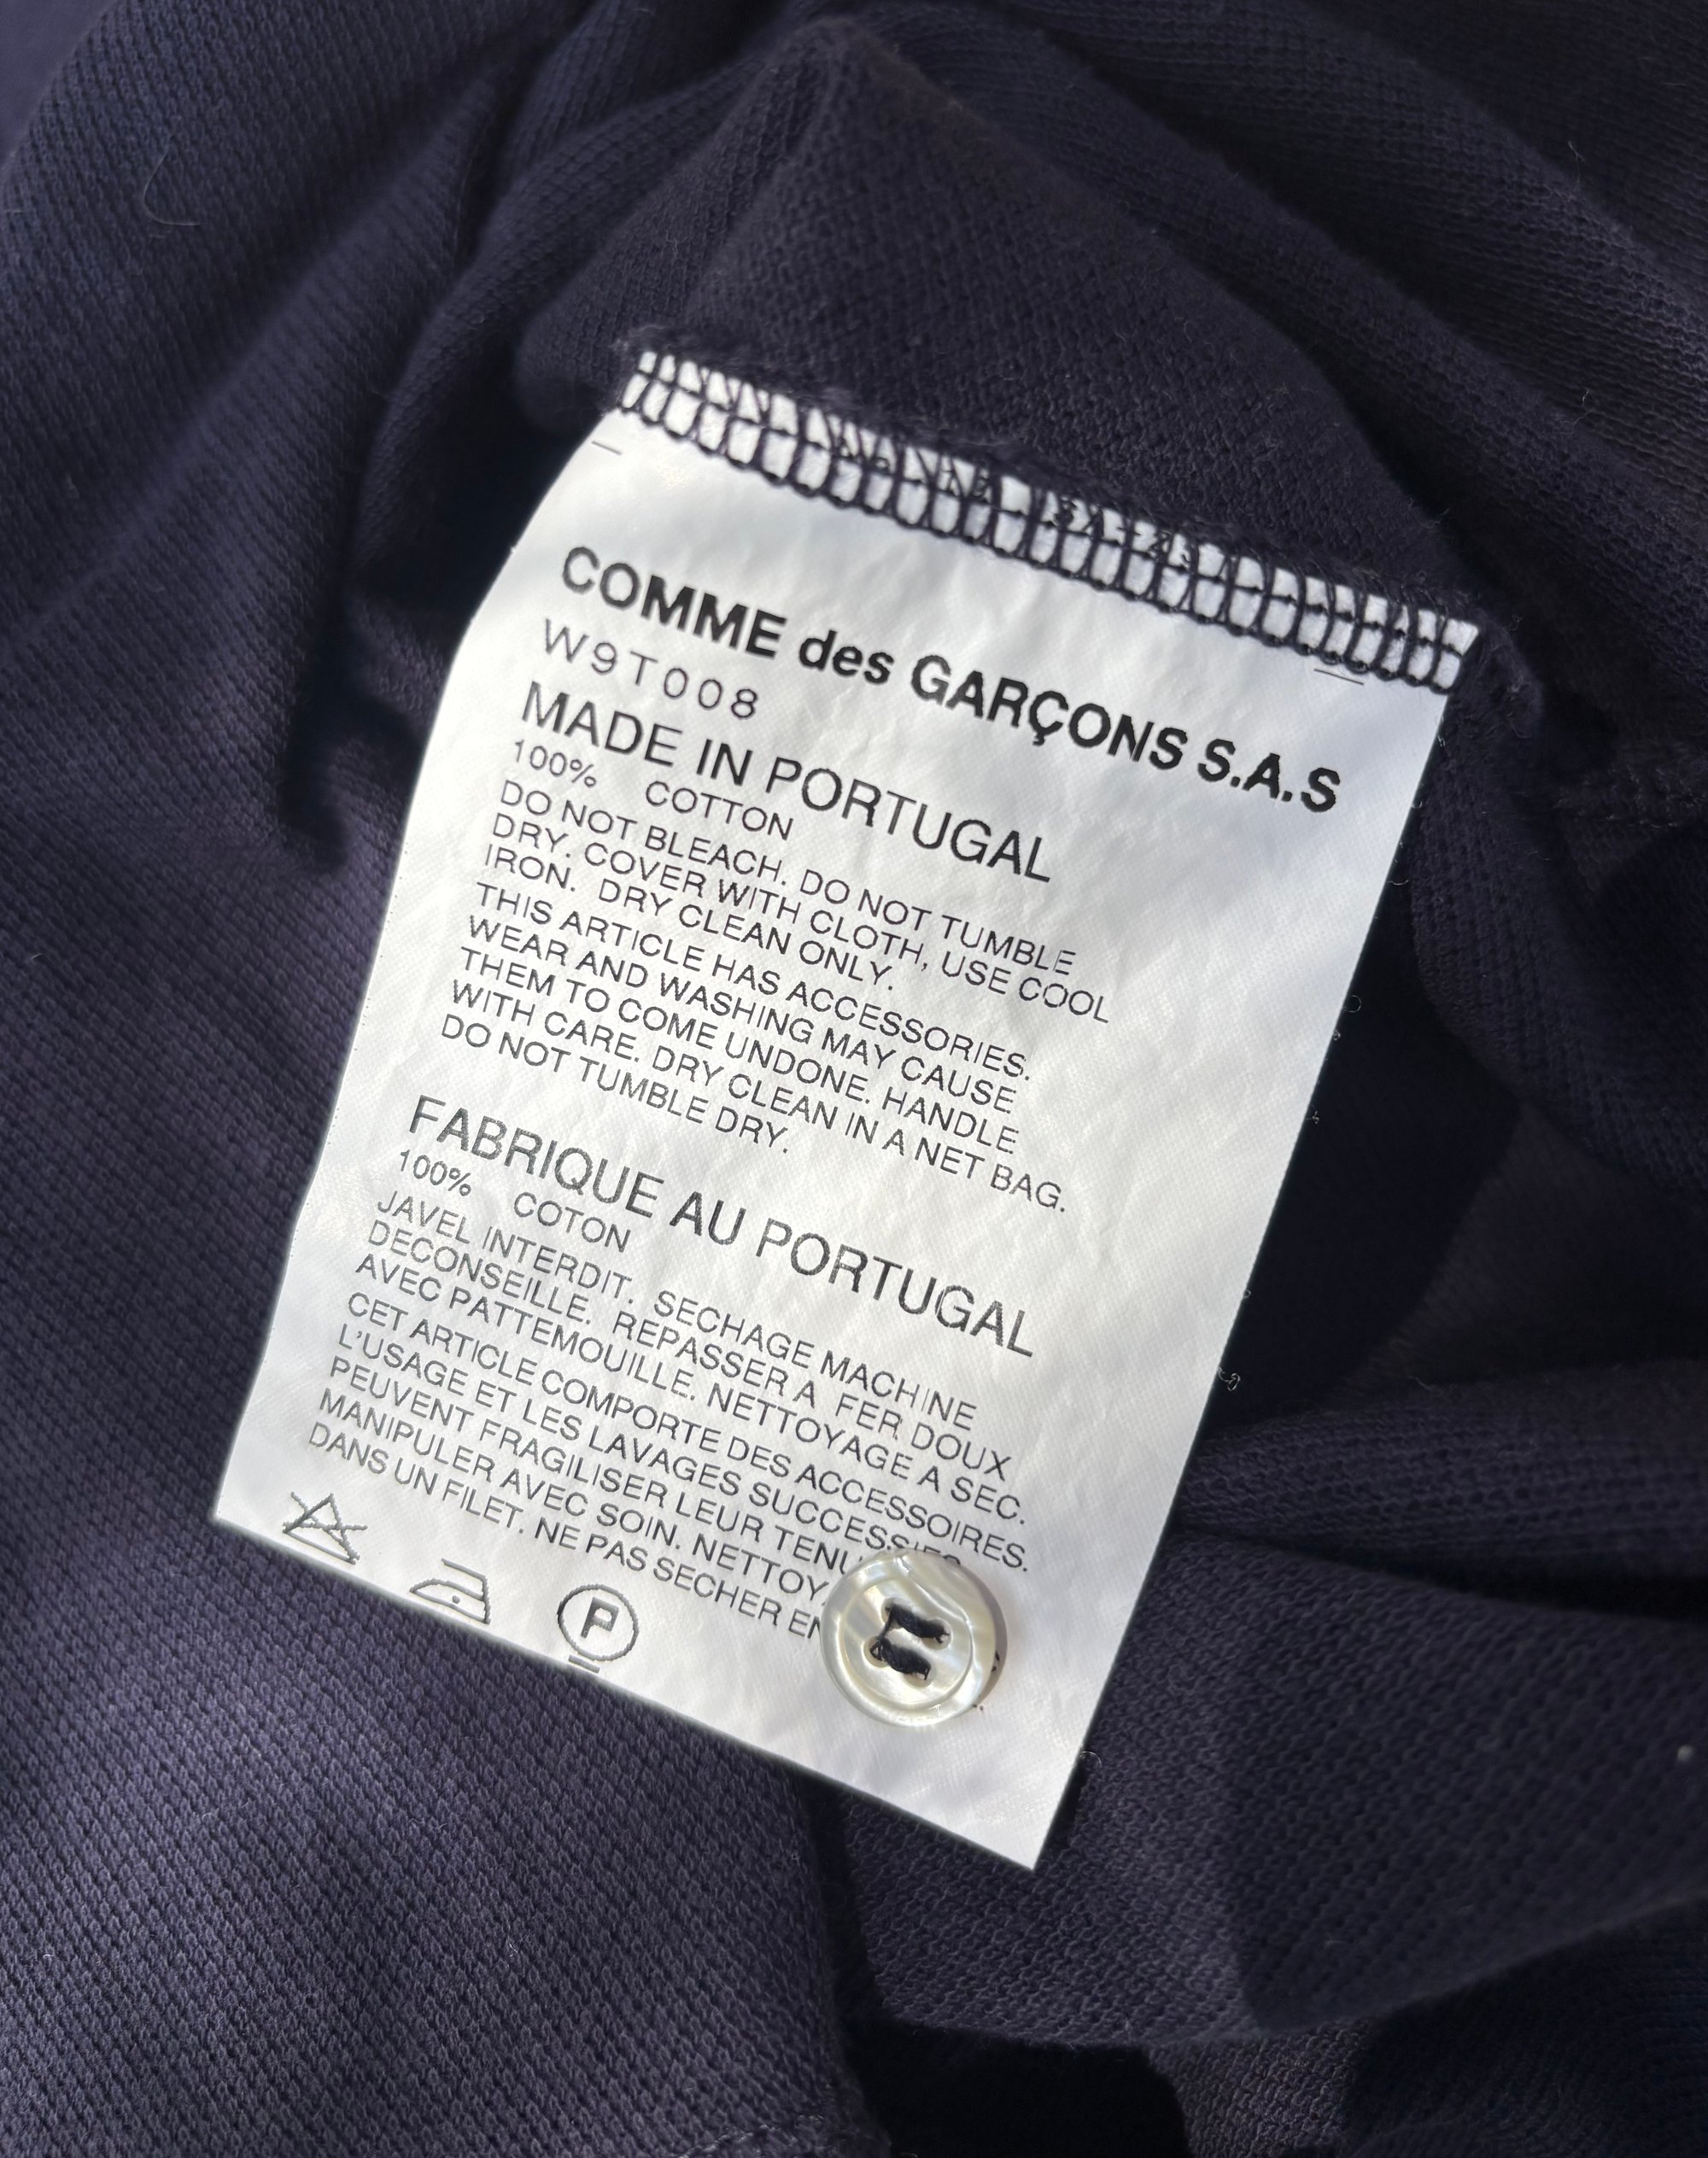 COMME des GARÇONS S.A.S
W9T008
MADE IN PORTUGAL
100% COTTON
DO NOT BLEACH. DO NOT TUMBLE
DRY. COVER WITH CLOTH, USE COOL
IRON. DRY CLEAN ONLY.
THIS ARTICLE HAS ACCESSORIES.
WEAR AND WASHING MAY CAUSE
THEM TO COME UNDONE. HANDLE
WITH CARE. DRY CLEAN IN A NET BAG.
DO NOT TUMBLE DRY.
FABRIQUE AU PORTUGAL
100% COTON
JAVEL INTERDIT. SECHAGE MACHINE
DECONSEILLE. REPASSER A FER DOUX
AVEC PATTEMOUILLE. NETTOYAGE A SEC.
CET ARTICLE COMPORTE DES ACCESSOIRES.
L'USAGE ET LES LAVAGES
PEUVENT FRAGILISER LEUR
MANIPULER AVEC SOIN.
DANS UN FILET. NE PAS SECHER
P